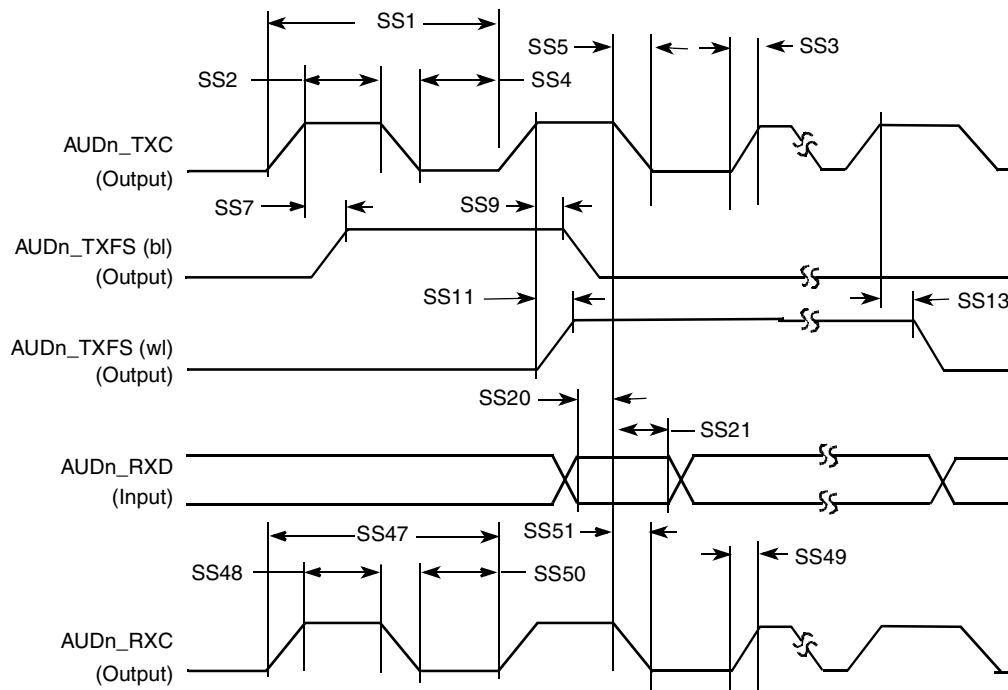 SS1
SS5
SS3
SS2
SS4
AUDn_TXC
(Output)
SS7
SS9
AUDn_TXFS (bl)
(Output)
SS11
SS13
AUDn_TXFS (wl)
(Output)
SS20
SS21
AUDn_RXD
(Input)
SS47
SS51
SS49
SS48
SS50
AUDn_RXC
(Output)